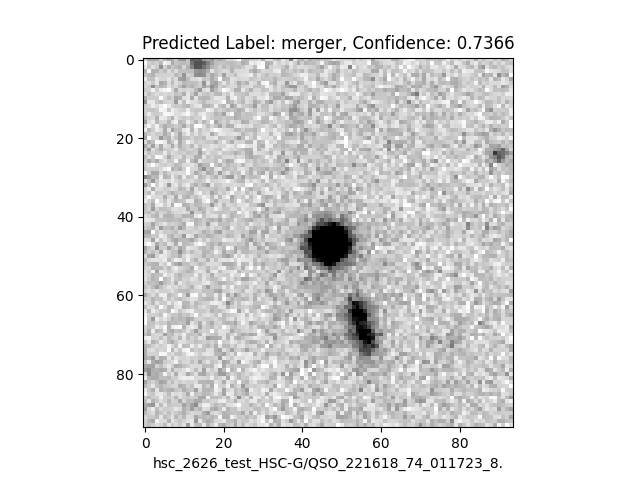 Predicted Label: merger, Confidence: 0.7366
0
20
40
60
80
0 20 40 60 80
hsc_2626_test_HSC-G/QSO_221618_74_011723_8.